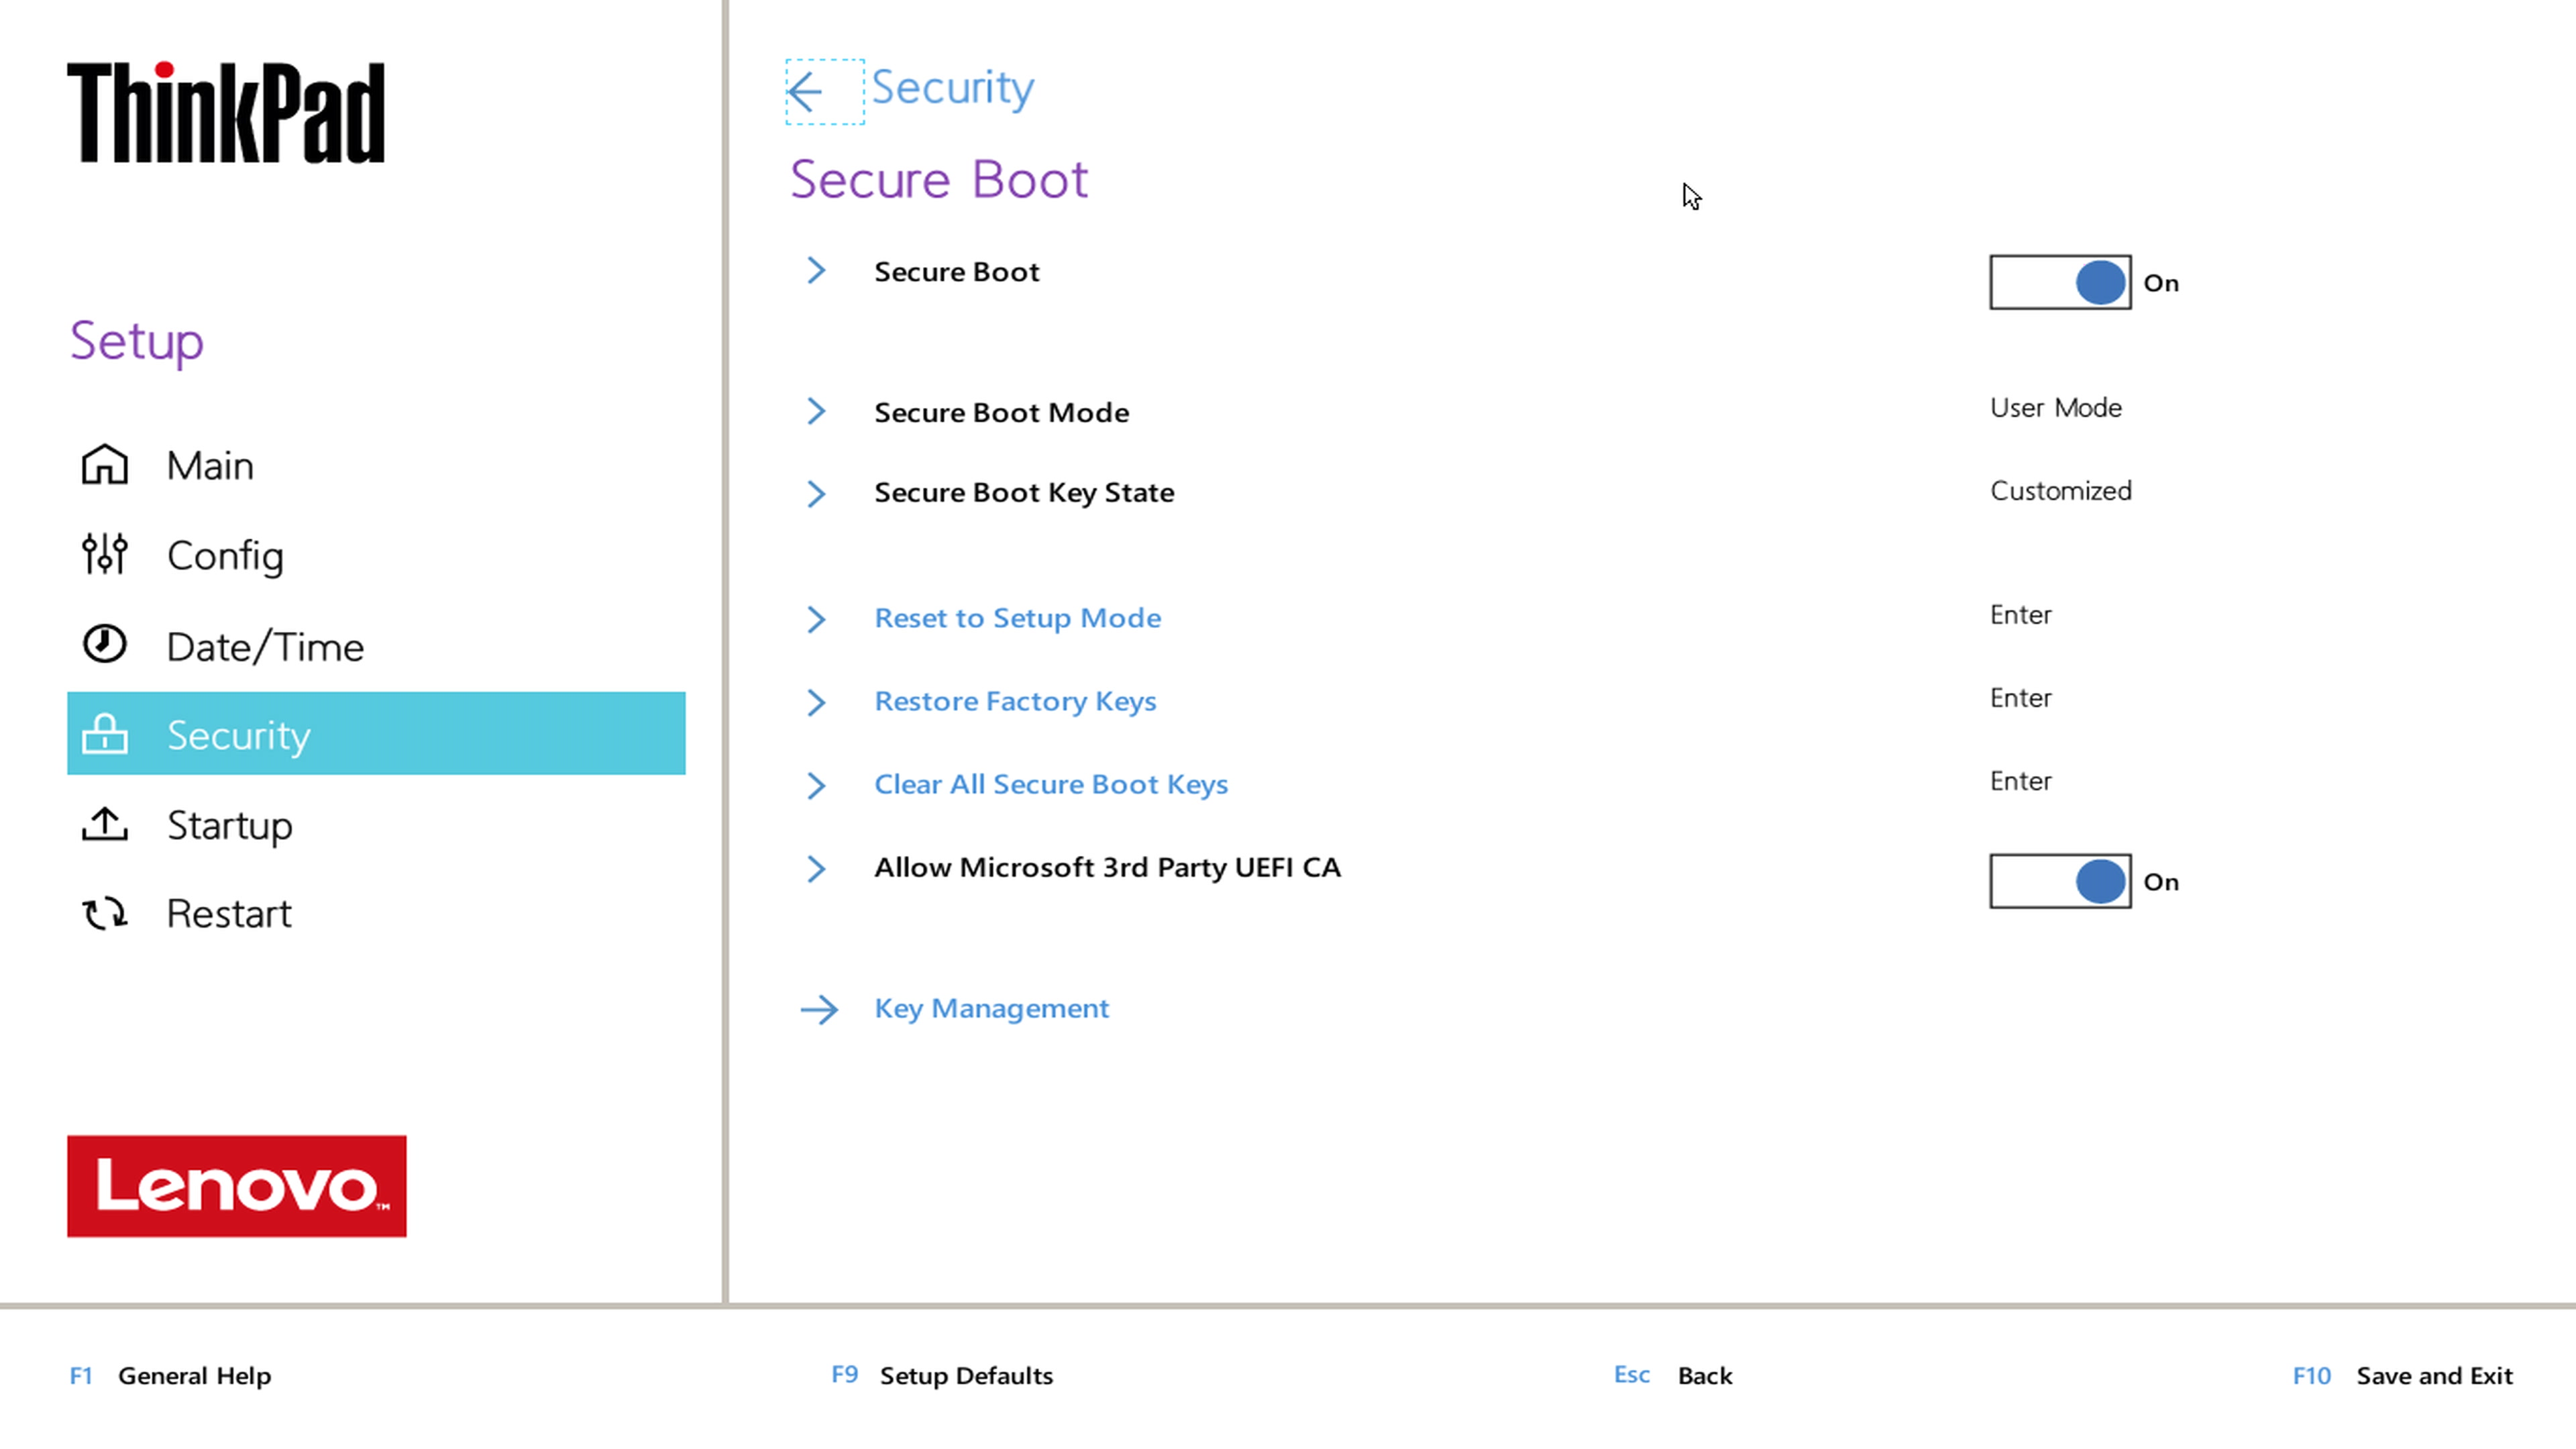 ThinkPad
Setup
Main
Config
Date/Time
Security
Startup
Restart
Lenovo™
Security
Secure Boot
Secure Boot On
Secure Boot Mode User Mode
Secure Boot Key State Customized
Reset to Setup Mode Enter
Restore Factory Keys Enter
Clear All Secure Boot Keys Enter
Allow Microsoft 3rd Party UEFI CA On
Key Management
F1 General Help F9 Setup Defaults Esc Back F10 Save and Exit